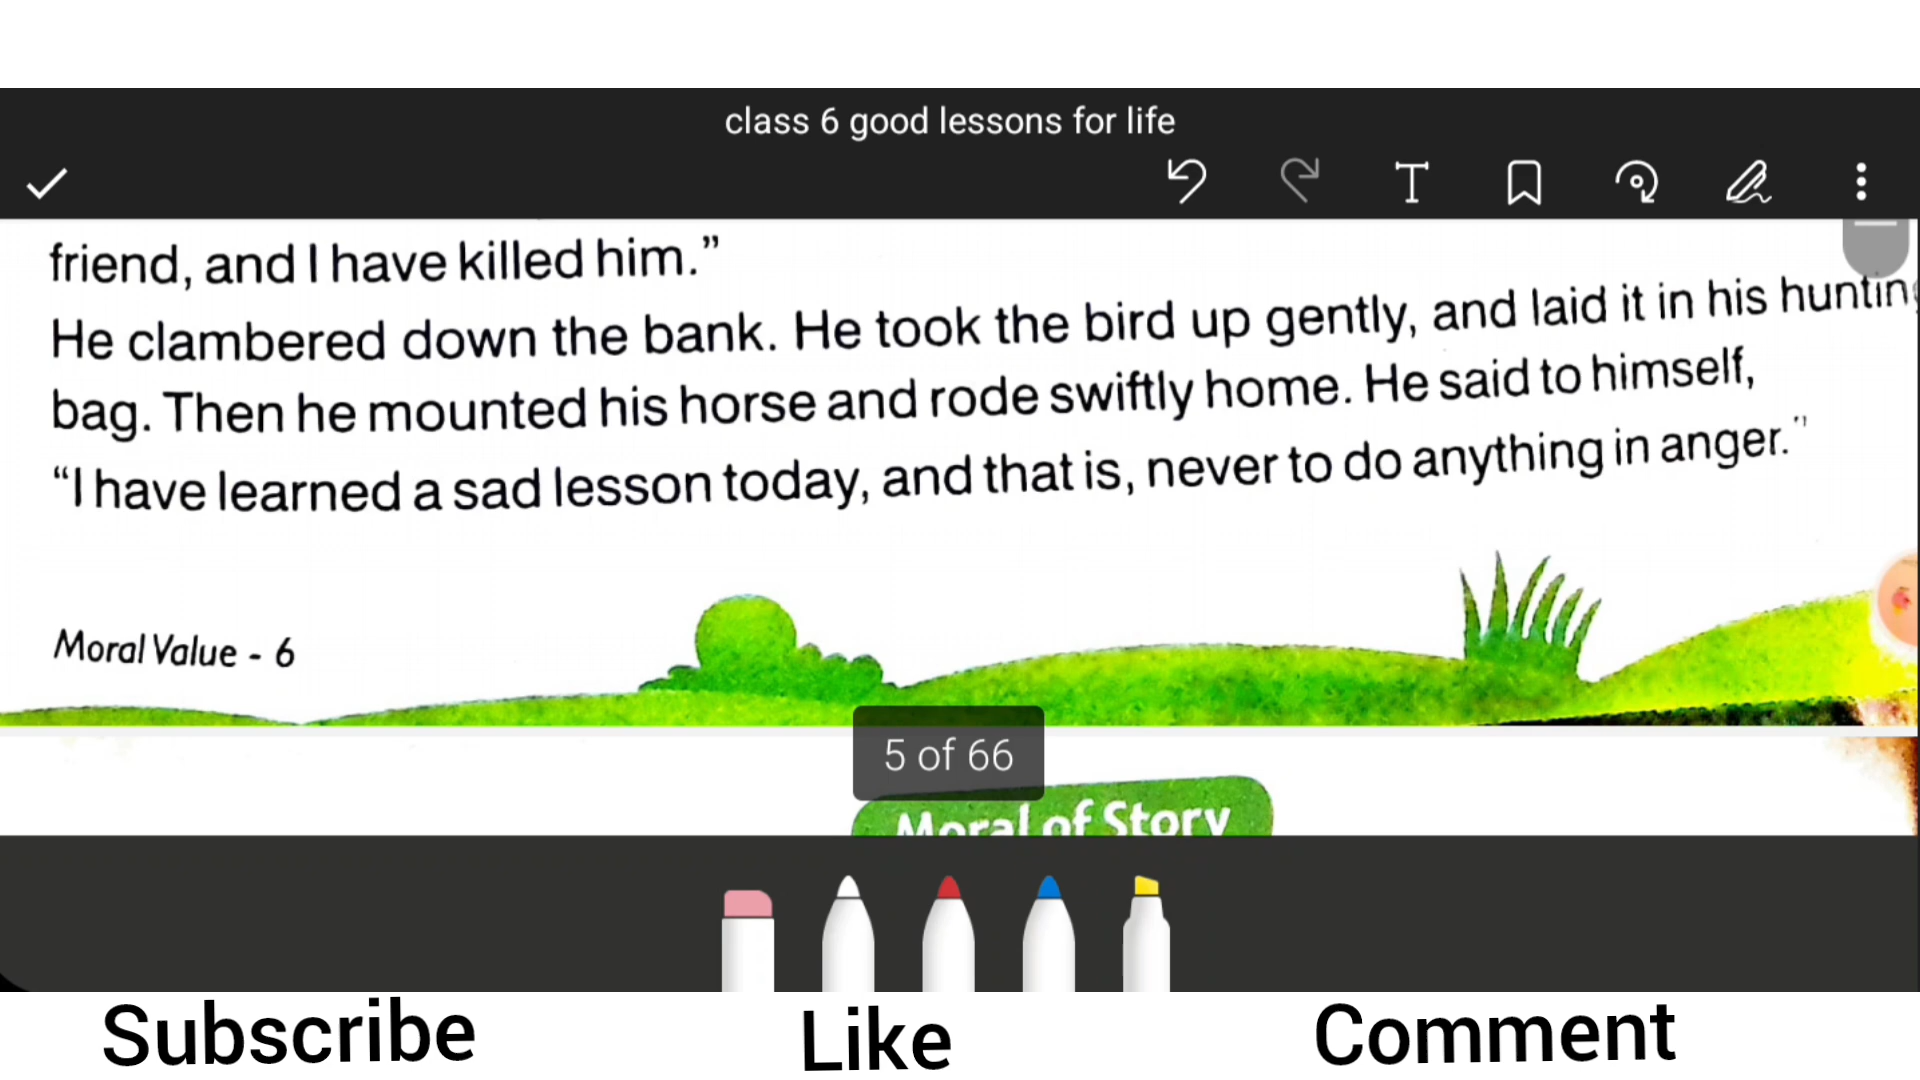 class 6 good lessons for life
friend, and I have killed him.”
He clambered down the bank. He took the bird up gently, and laid it in his huntin
bag. Then he mounted his horse and rode swiftly home. He said to himself,
“I have learned a sad lesson today, and that is, never to do anything in anger.”
Moral Value - 6
5 of 66
Moral of Story
Subscribe Like Comment